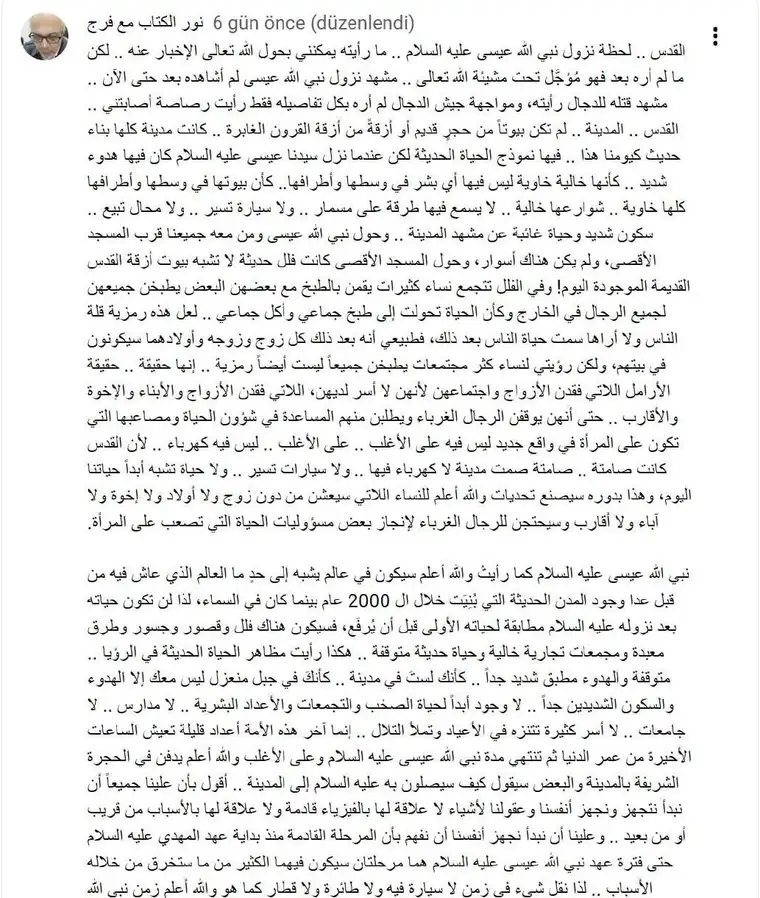 نور الكتاب مع فرج 6 gün önce (düzenlendi)
القدس .. لحظة نزول نبي الله عيسى عليه السلام .. ما رأيته يمكنني بحول الله تعالى الإخبار عنه .. لكن
ما لم أره بعد فهو مُؤجَّل تحت مشيئة الله تعالى .. مشهد نزول نبي الله عيسى لم أشاهده بعد حتى الآن ..
مشهد قتله للدجال رأيته، ومواجهة جيش الدجال لم أره بكل تفاصيله فقط رأيت رصاصة أصابتني ..
القدس .. المدينة .. لم تكن بيوتاً من حجرٍ قديم أو أزقةً من أزقة القرون الغابرة .. كانت مدينة كلها بناء
حديث كيومنا هذا .. فيها نموذج الحياة الحديثة لكن عندما نزل سيدنا عيسى عليه السلام كان فيها هدوء
شديد .. كأنها خالية خاوية ليس فيها أي بشر في وسطها وأطرافها.. كأن بيوتها في وسطها وأطرافها
كلها خاوية .. شوارعها خالية .. لا يسمع فيها طرقة على مسمار .. ولا سيارة تسير .. ولا محال تبيع ..
سكون شديد وحياة غائبة عن مشهد المدينة .. وحول نبي الله عيسى ومن معه جميعنا قرب المسجد
الأقصى، ولم يكن هناك أسوار، وحول المسجد الأقصى كانت فلل حديثة لا تشبه بيوت أزقة القدس
القديمة الموجودة اليوم! وفي الفلل تتجمع نساء كثيرات يقمن بالطبخ مع بعضهن البعض يطبخن جميعهن
لجميع الرجال في الخارج وكأن الحياة تحولت إلى طبخ جماعي وأكل جماعي .. لعل هذه رمزية قلة
الناس ولا أراها سمت حياة الناس بعد ذلك، فطبيعي أنه بعد ذلك كل زوج وزوجه وأولادهما سيكونون
في بيتهم، ولكن رؤيتي لنساء كثر مجتمعات يطبخن جميعاً ليست أيضاً رمزية .. إنها حقيقة .. حقيقة
الأرامل اللاتي فقدن الأزواج واجتماعهن لأنهن لا أسر لديهن، اللاتي فقدن الأزواج والأبناء والإخوة
والأقارب .. حتى أنهن يوقفن الرجال الغرباء ويطلبن منهم المساعدة في شؤون الحياة ومصاعبها التي
تكون على المرأة في واقع جديد ليس فيه على الأغلب .. على الأغلب .. ليس فيه كهرباء .. لأن القدس
كانت صامتة .. صامتة صمت مدينة لا كهرباء فيها .. ولا سيارات تسير .. ولا حياة تشبه أبداً حياتنا
اليوم، وهذا بدوره سيصنع تحديات والله أعلم للنساء اللاتي سيعشن من دون زوج ولا أولاد ولا إخوة ولا
آباء ولا أقارب وسيحتجن للرجال الغرباء لإنجاز بعض مسؤوليات الحياة التي تصعب على المرأة.
نبي الله عيسى عليه السلام كما رأيتُ والله أعلم سيكون في عالم يشبه إلى حدٍ ما العالم الذي عاش فيه من
قبل عدا وجود المدن الحديثة التي بُنِيَت خلال ال 2000 عام بينما كان في السماء، لذا لن تكون حياته
بعد نزوله عليه السلام مطابقة لحياته الأولى قبل أن يُرفَع، فسيكون هناك فلل وقصور وجسور وطرق
معبدة ومجمعات تجارية خالية وحياة حديثة متوقفة .. هكذا رأيت مظاهر الحياة الحديثة في الرؤيا ..
متوقفة والهدوء مطبق شديد جداً .. كأنك لستَ في مدينة .. كأنكَ في جبل منعزل ليس معك إلا الهدوء
والسكون الشديدين جداً .. لا وجود أبداً لحياة الصخب والتجمعات والأعداد البشرية .. لا مدارس .. لا
جامعات .. لا أسر كثيرة تتنزه في الأعياد وتملأ التلال .. إنما آخر هذه الأمة أعداد قليلة تعيش الساعات
الأخيرة من عمر الدنيا ثم تنتهي مدة نبي الله عيسى عليه السلام وعلى الأغلب والله أعلم يدفن في الحجرة
الشريفة بالمدينة والبعض سيقول كيف سيصلون به عليه السلام إلى المدينة .. أقول بأن علينا جميعاً أن
نبدأ نتجهز ونجهز أنفسنا وعقولنا لأشياء لا علاقة لها بالفيزياء قادمة ولا علاقة لها بالأسباب من قريب
أو من بعيد .. وعلينا أن نبدأ نجهز أنفسنا أن نفهم بأن المرحلة القادمة منذ بداية عهد المهدي عليه السلام
حتى فترة عهد نبي الله عيسى عليه السلام هما مرحلتان سيكون فيهما الكثير من ما ستخرق من خلاله
الأسباب .. لذا نقل شيء في زمن لا سيارة فيه ولا طائرة ولا قطار كما هو والله أعلم زمن نبي الله